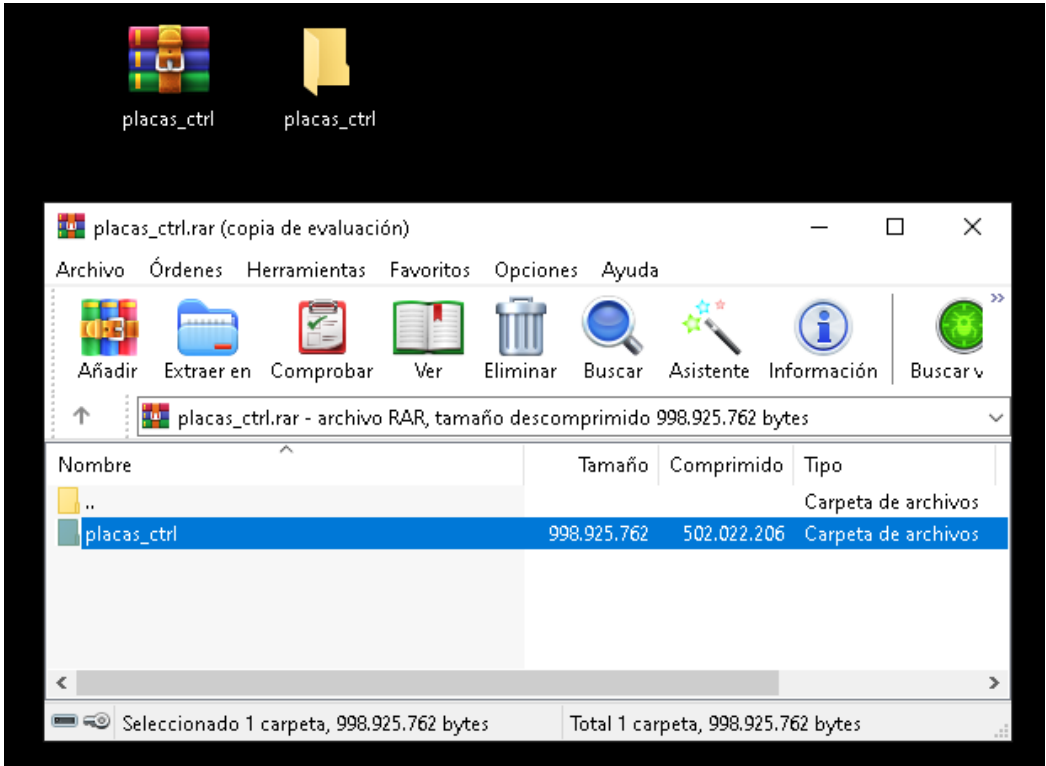 placas_ctrl placas_ctrl
placas_ctrl.rar (copia de evaluación)
Archivo Órdenes Herramientas Favoritos Opciones Ayuda
Añadir Extraer en Comprobar Ver Eliminar Buscar Asistente Información Buscar v
placas_ctrl.rar - archivo RAR, tamaño descomprimido 998.925.762 bytes
Nombre Tamaño Comprimido Tipo
.. Carpeta de archivos
placas_ctrl 998.925.762 502.022.206 Carpeta de archivos
Seleccionado 1 carpeta, 998.925.762 bytes Total 1 carpeta, 998.925.762 bytes